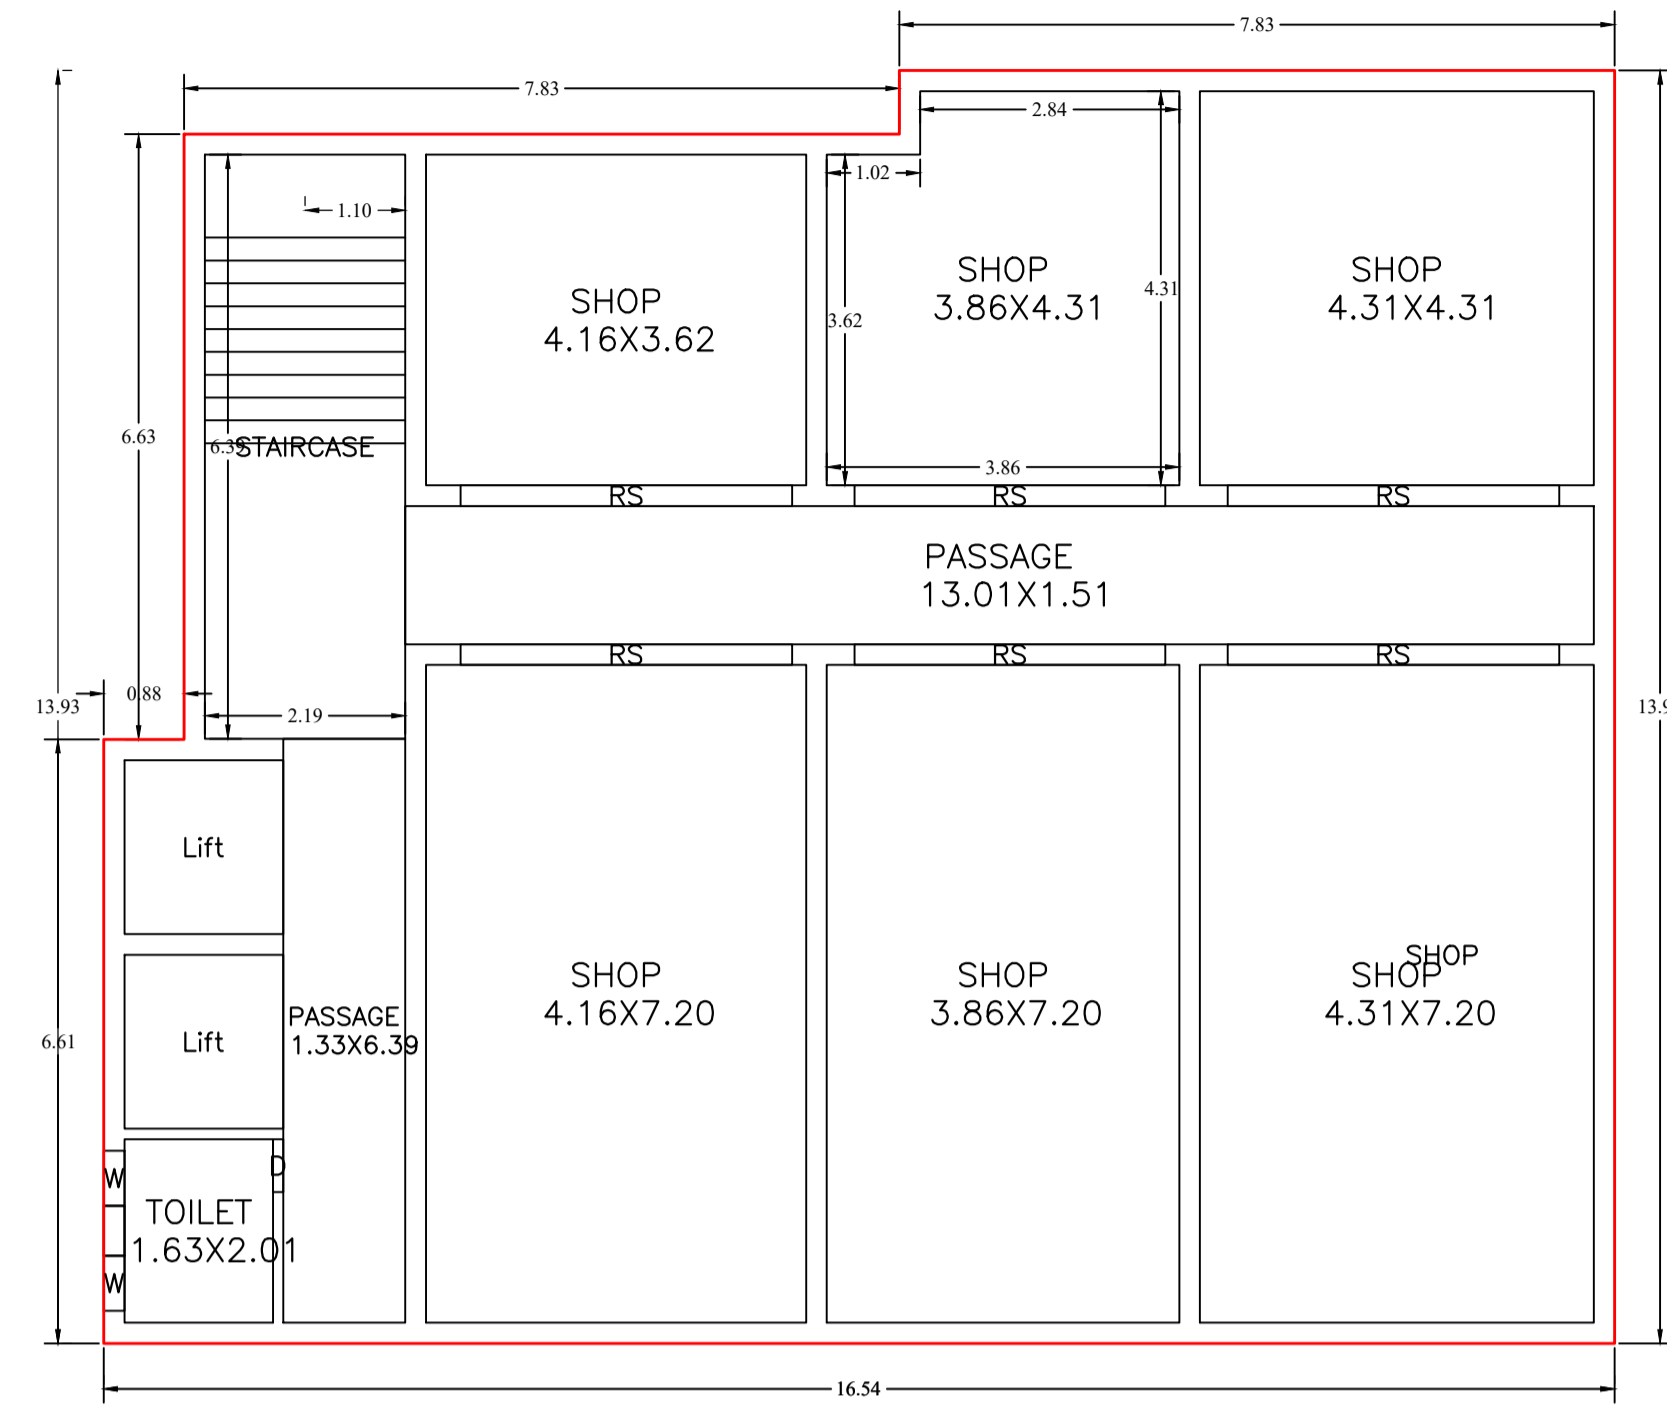 7.83
7.83
2.84
1.02
1.10
SHOP
4.16X3.62
3.62
SHOP
3.86X4.31
4.31
SHOP
4.31X4.31
6.63
6.39
STAIRCASE
3.86
RS
RS
RS
PASSAGE
13.01X1.51
RS
RS
RS
13.93
0.88
2.19
13.9
Lift
SHOP
4.16X7.20
SHOP
3.86X7.20
SHOP
SHOP
4.31X7.20
PASSAGE
1.33X6.39
6.61
Lift
W
D
TOILET
1.63X2.01
W
16.54